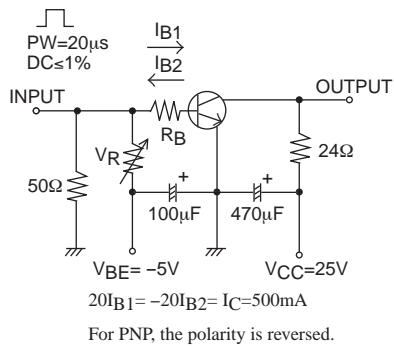 PW=20μs
DC≤1%
IB1
IB2
INPUT
OUTPUT
RB
VR
50Ω
24Ω
+
100μF
+
470μF
VBE= −5V
VCC=25V
20IB1= −20IB2= IC=500mA
For PNP, the polarity is reversed.